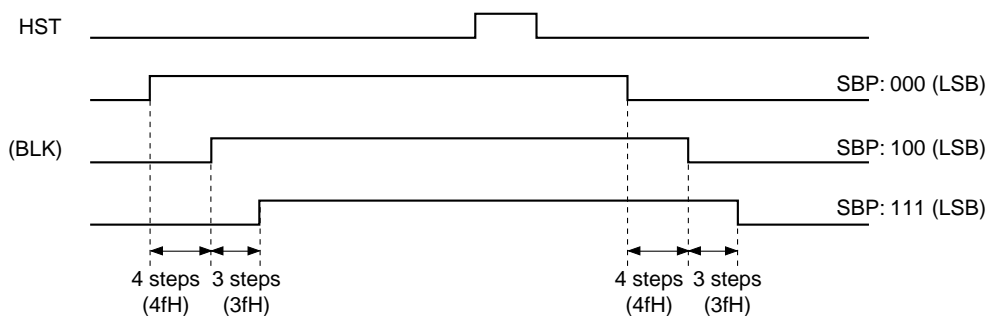 HST
SBP: 000 (LSB)
(BLK)
SBP: 100 (LSB)
SBP: 111 (LSB)
4 steps
(4fH)
3 steps
(3fH)
4 steps
(4fH)
3 steps
(3fH)